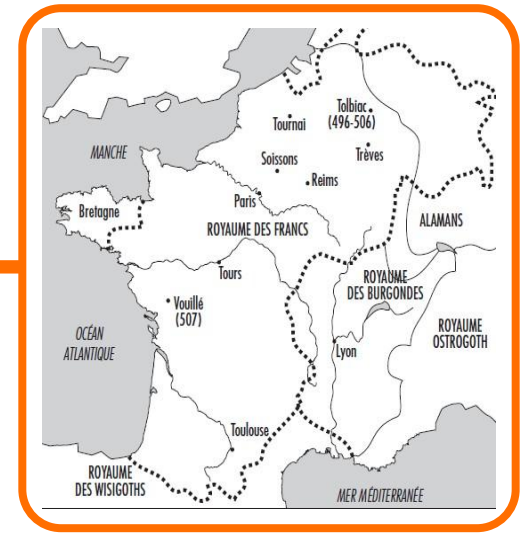 Tolbiac
(496-506)
Tournai
MANCHE
Soissons
Trèves
Reims
Paris
Bretagne
ROYAUME DES FRANCS
ALAMANS
Tours
ROYAUME
DES BURGONDES
Vouillé
(507)
OCÉAN
ATLANTIQUE
ROYAUME
OSTROGOTH
Lyon
Toulouse
ROYAUME
DES WISIGOTHS
MER MÉDITERRANÉE